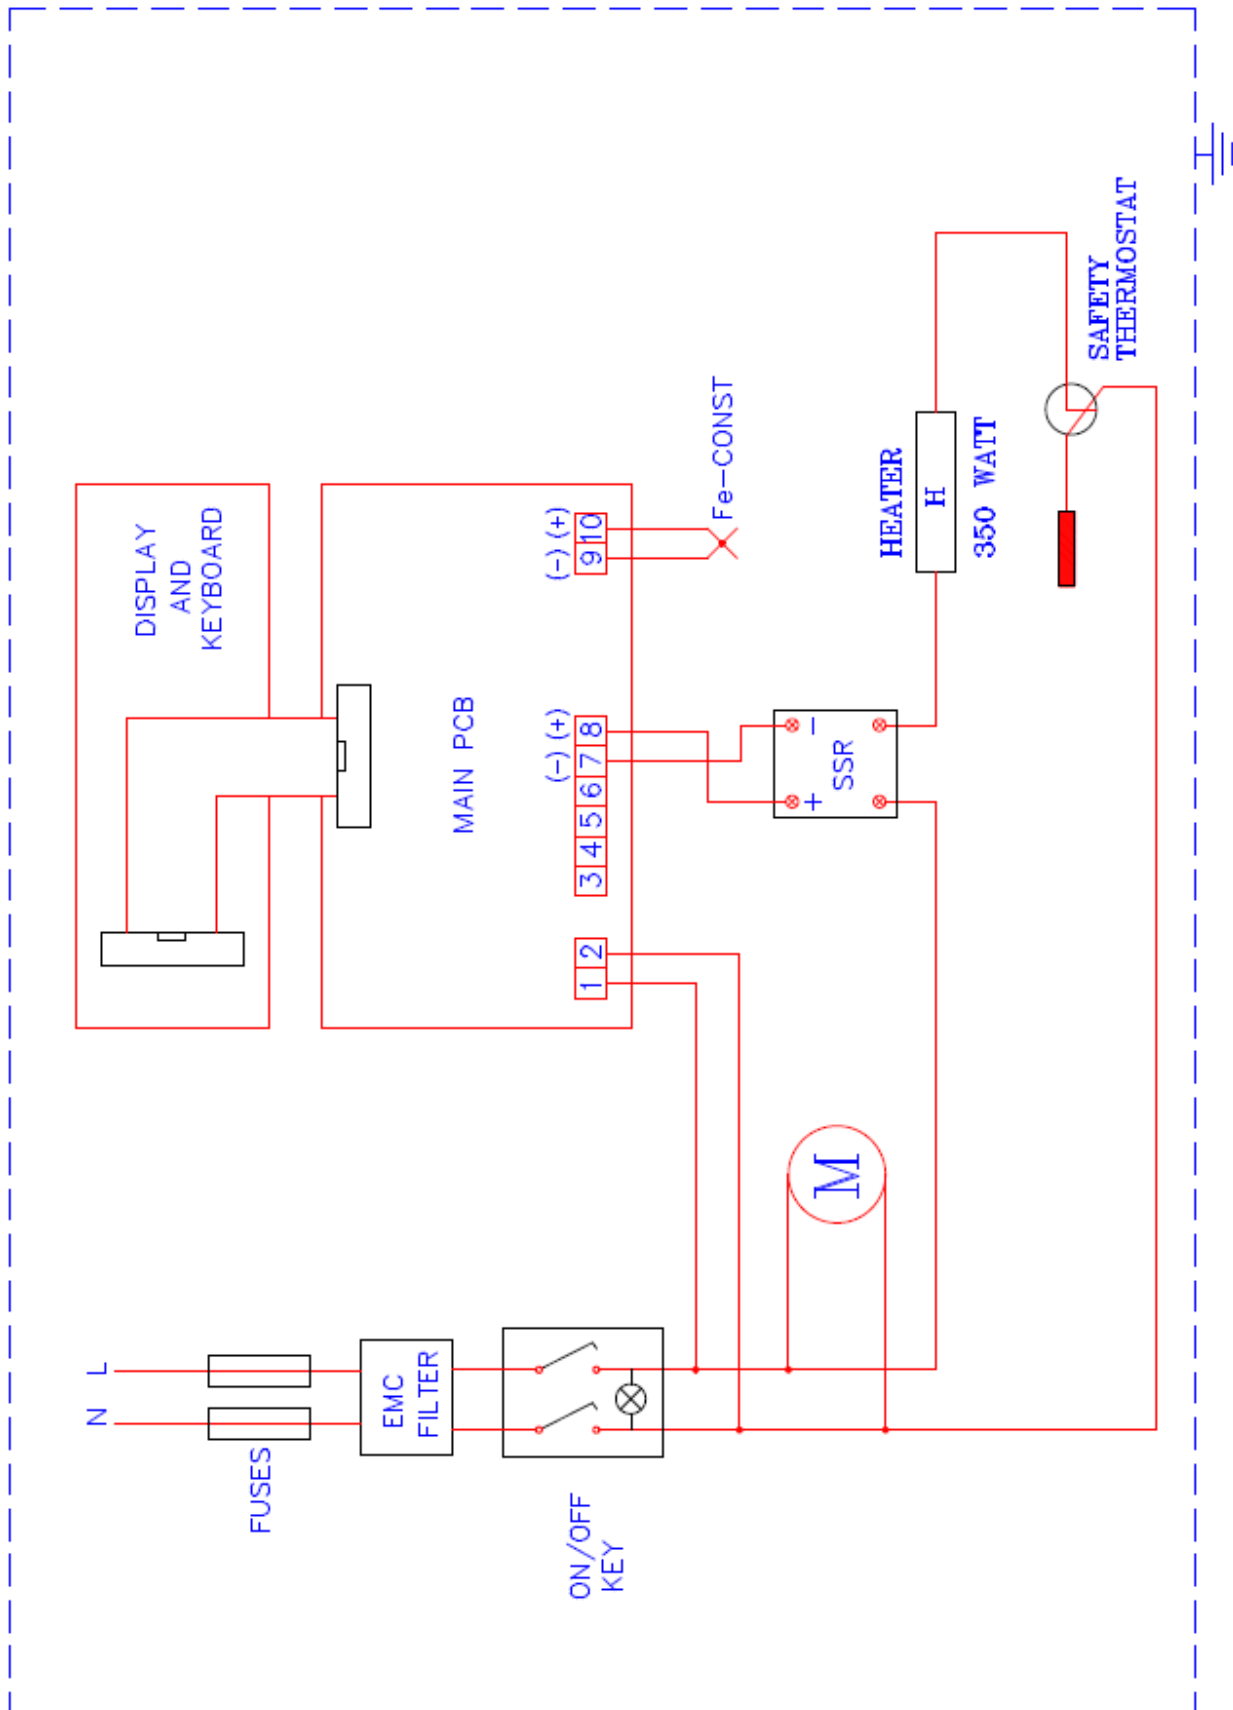 L
N
FUSES
EMC
FILTER
ON/OFF
KEY
DISPLAY
AND
KEYBOARD
MAIN PCB
1 2
3 4 5 6 7 8
(-) (+)
9 10
(-) (+)
Fe-CONST
M
+ -
SSR
HEATER
H
350 WATT
SAFETY
THERMOSTAT